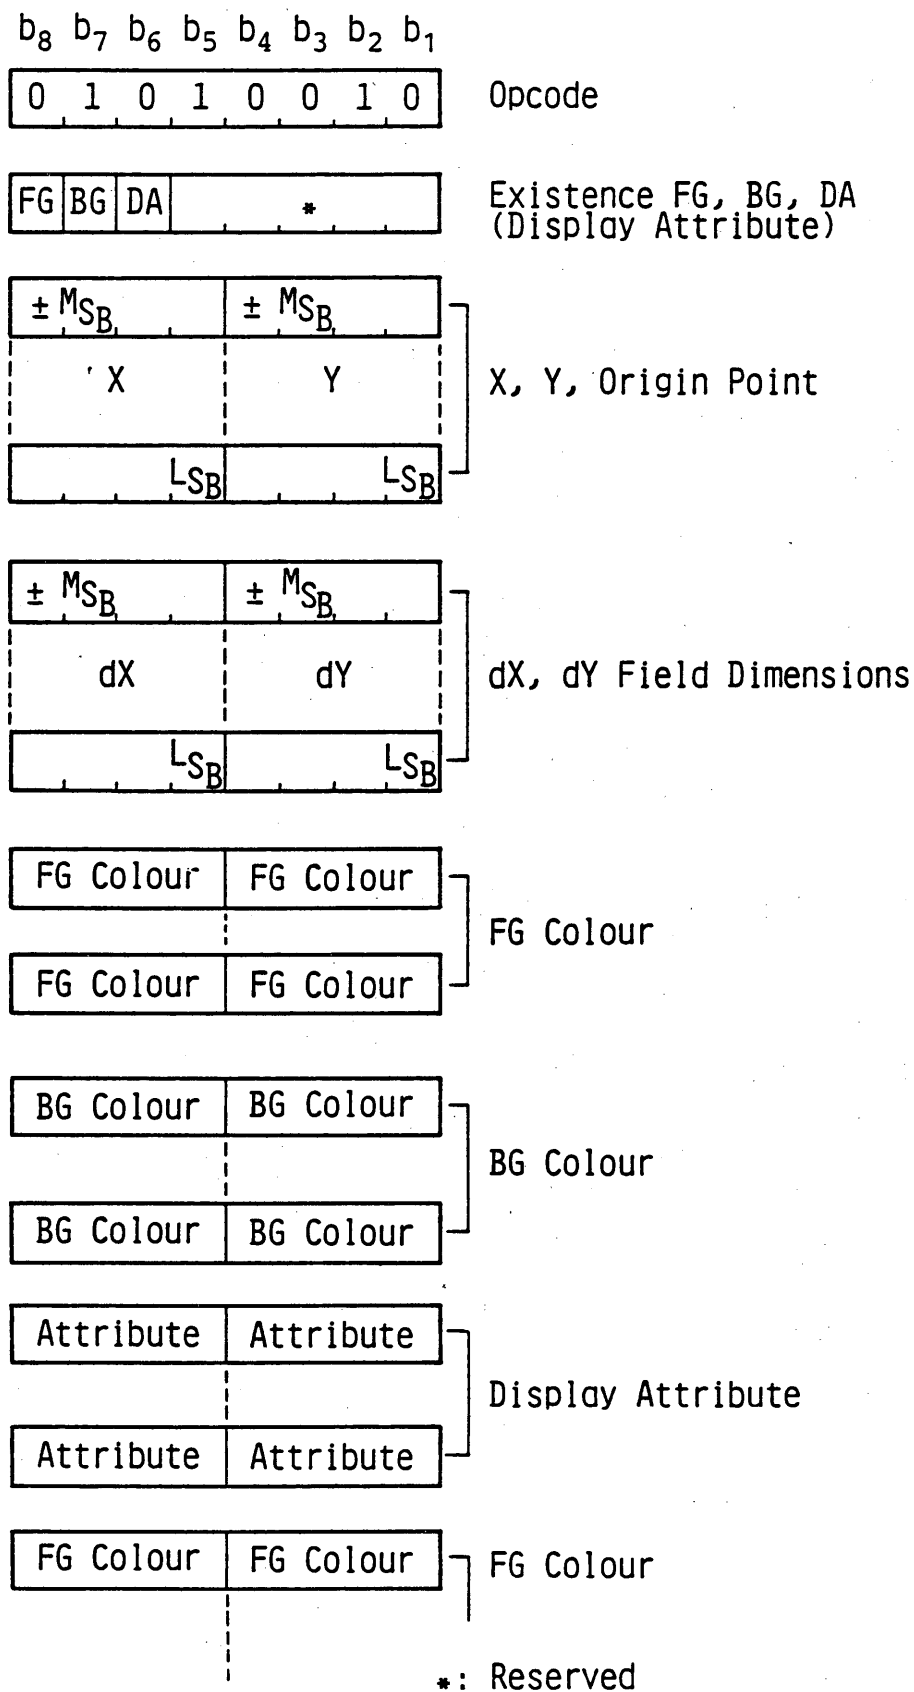 b8 b7 b6 b5 b4 b3 b2 b1
0 1 0 1 0 0 1 0 Opcode
FG BG DA * Existence FG, BG, DA
(Display Attribute)
± MSB ± MSB
X Y X, Y, Origin Point
LSB LSB
± MSB ± MSB
dX dY dX, dY Field Dimensions
LSB LSB
FG Colour FG Colour
FG Colour
FG Colour FG Colour
BG Colour BG Colour
BG Colour
BG Colour BG Colour
Attribute Attribute
Display Attribute
Attribute Attribute
FG Colour FG Colour FG Colour
*: Reserved